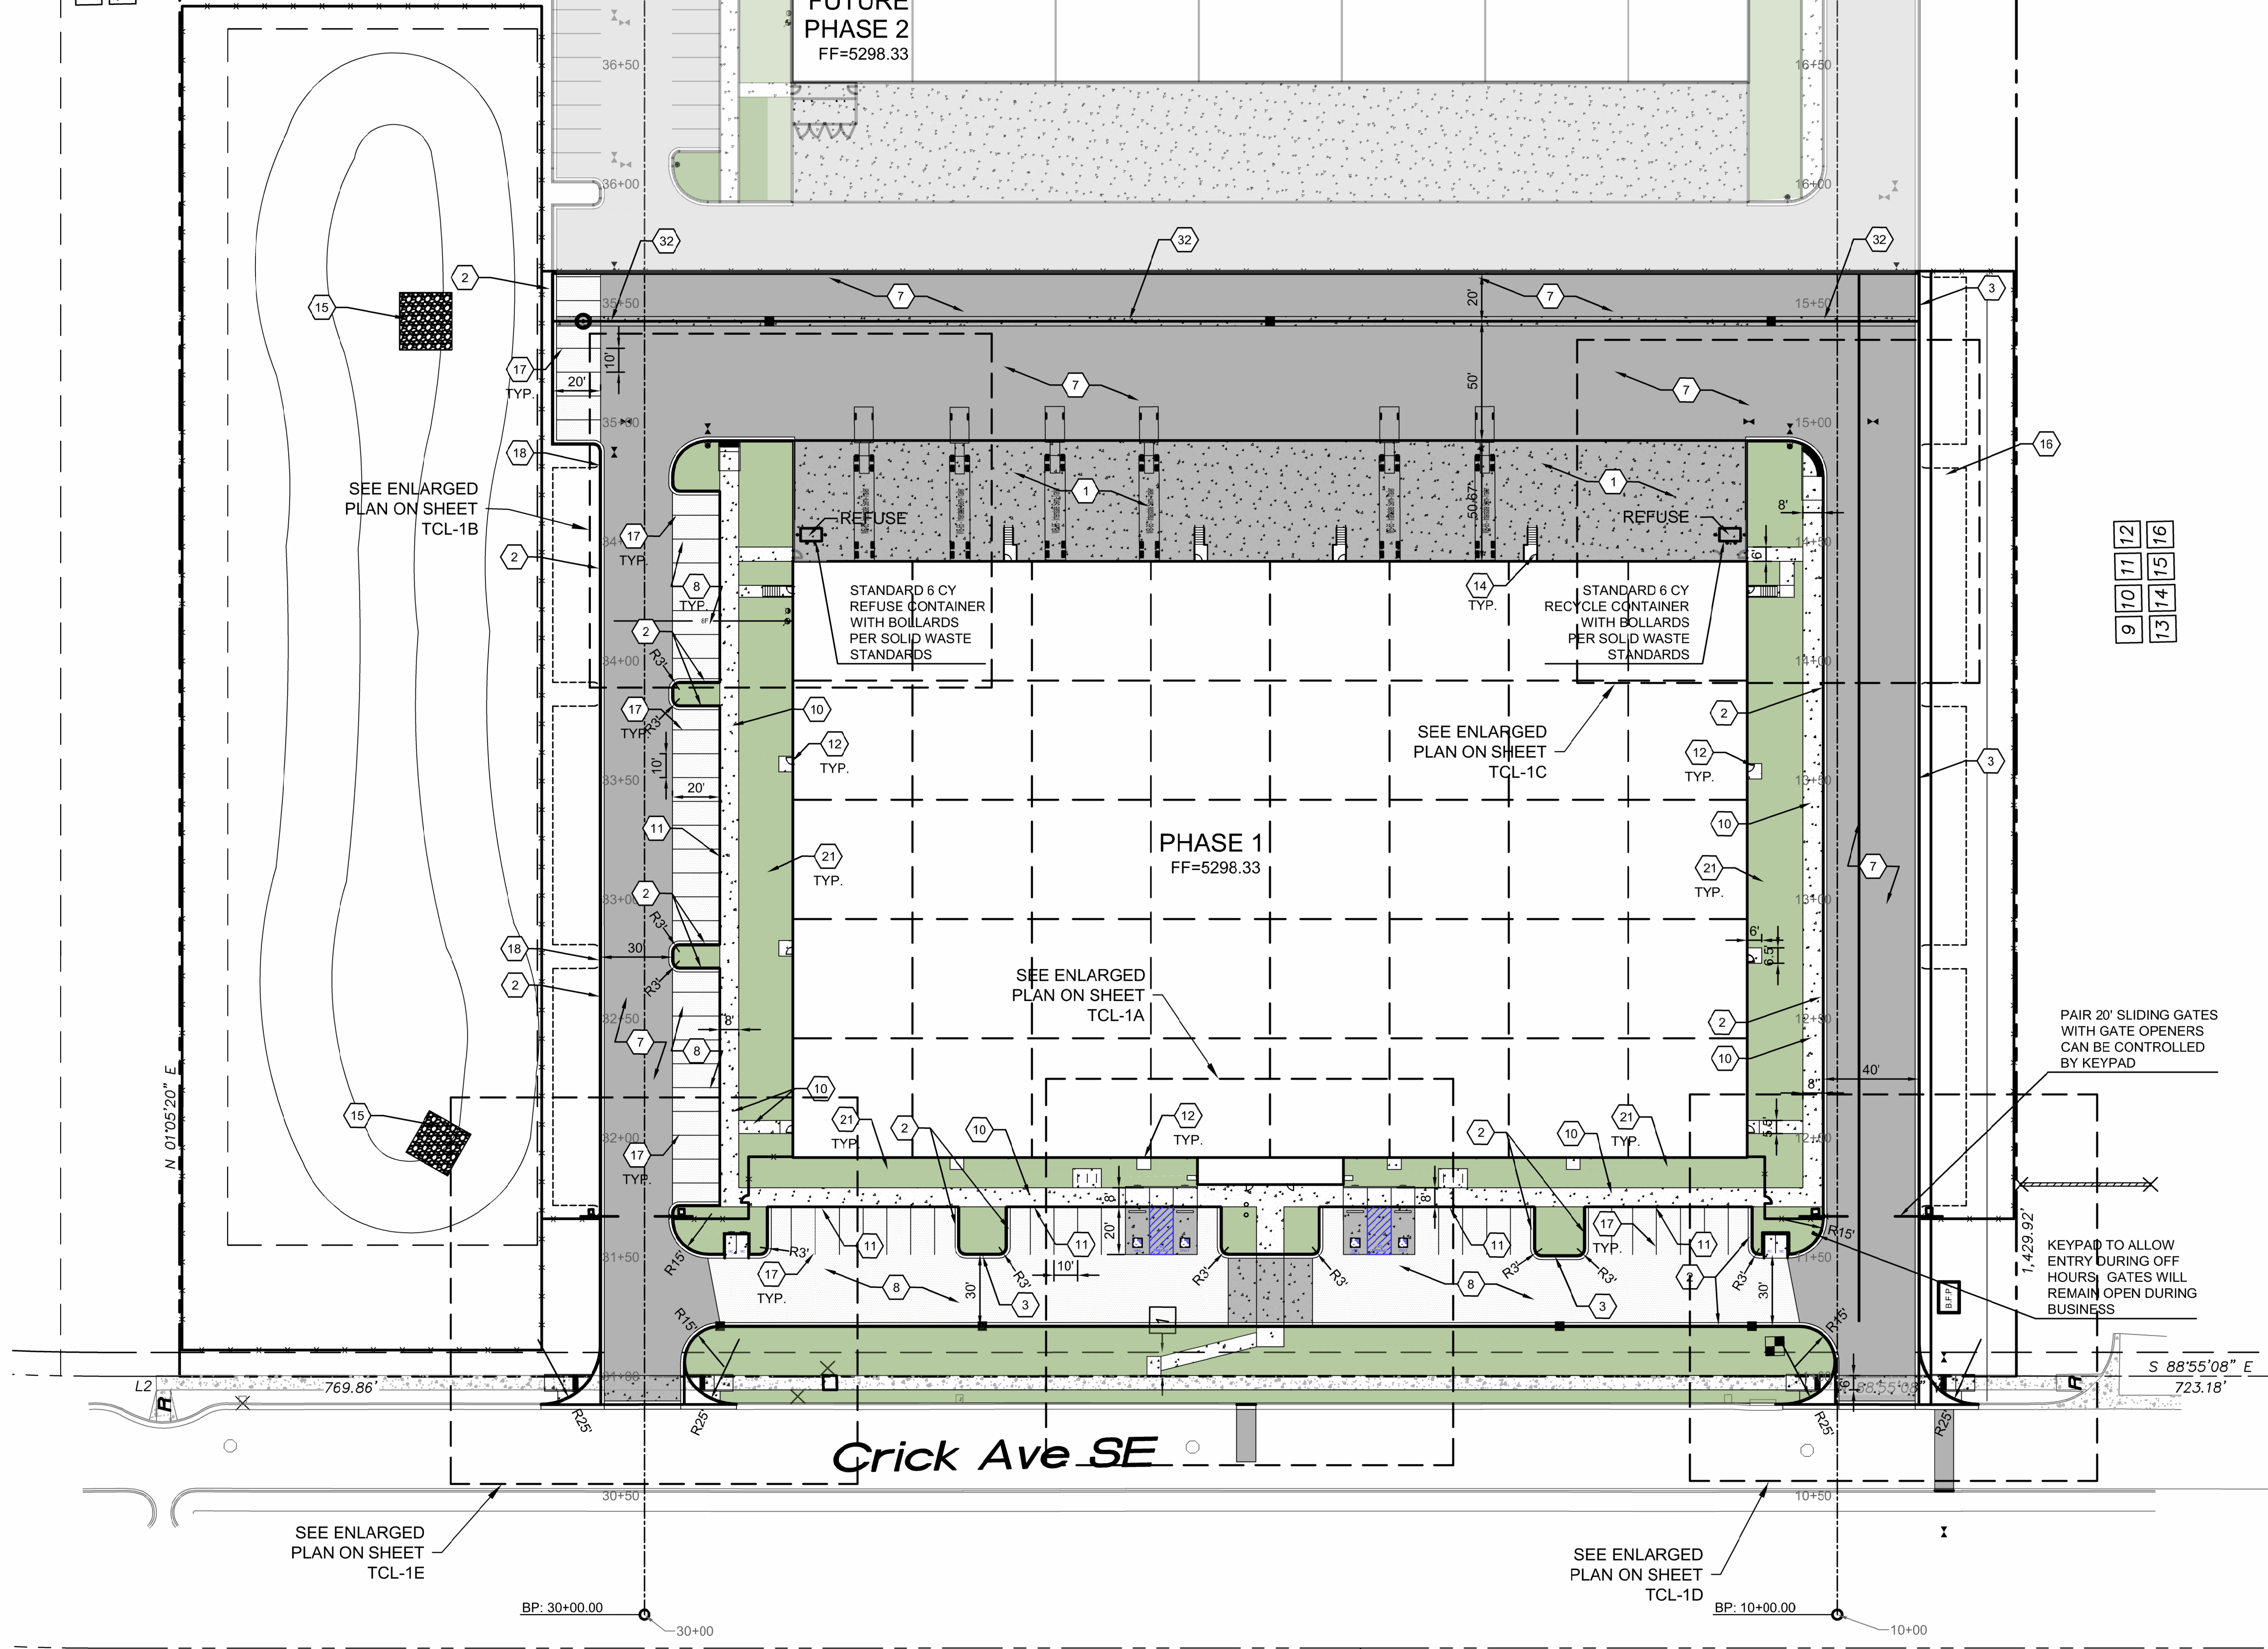 FUTURE
PHASE 2
FF=5298.33
36+50
16+50
36+00
16+00
32
32
32
2
15
7
7
3
35+50
15+50
20'
17
TYP.
10'
20'
7
50'
7
35+00
15+00
18
16
SEE ENLARGED
PLAN ON SHEET
TCL-1B
1
1
50.67'
8'
REFUSE
REFUSE
17
TYP.
34+50
14+50
6'
2
8
TYP.
STANDARD 6 CY
REFUSE CONTAINER
WITH BOLLARDS
PER SOLID WASTE
STANDARDS
14
TYP.
STANDARD 6 CY
RECYCLE CONTAINER
WITH BOLLARDS
PER SOLID WASTE
STANDARDS
9 10 11 12
13 14 15 16
2
R3'
34+00
14+00
17
TYP.
R3'
10
2
SEE ENLARGED
PLAN ON SHEET
TCL-1C
12
TYP.
12
TYP.
3
10'
33+50
13+50
20'
11
10
PHASE 1
FF=5298.33
21
TYP.
21
TYP.
7
2
33+00
13+00
R3'
18
30'
R3'
6'
6.5'
2
SEE ENLARGED
PLAN ON SHEET
TCL-1A
32+50
12+50
8'
2
7
8
10
PAIR 20' SLIDING GATES
WITH GATE OPENERS
CAN BE CONTROLLED
BY KEYPAD
N 01°05'20" E
40'
8'
10
15
21
TYP.
2
10
12
TYP.
2
10
21
TYP.
5.5'
32+00
12+00
17
TYP.
8'
8'
20'
11
11
11
17
TYP.
11
R15'
R3'
R15'
31+50
11+50
17
TYP.
10'
R3'
R3'
R3'
R3'
R3'
R3'
8
30'
3
8
3
2
30'
1
B.F.P.
1,429.92'
KEYPAD TO ALLOW
ENTRY DURING OFF
HOURS. GATES WILL
REMAIN OPEN DURING
BUSINESS
R15'
R15'
S 88°55'08" E
723.18'
L2
769.86'
31+00
6'
R
R
R25'
R25'
R25'
R25'
Crick Ave SE
30+50
10+50
SEE ENLARGED
PLAN ON SHEET
TCL-1E
SEE ENLARGED
PLAN ON SHEET
TCL-1D
BP: 30+00.00
BP: 10+00.00
30+00
10+00